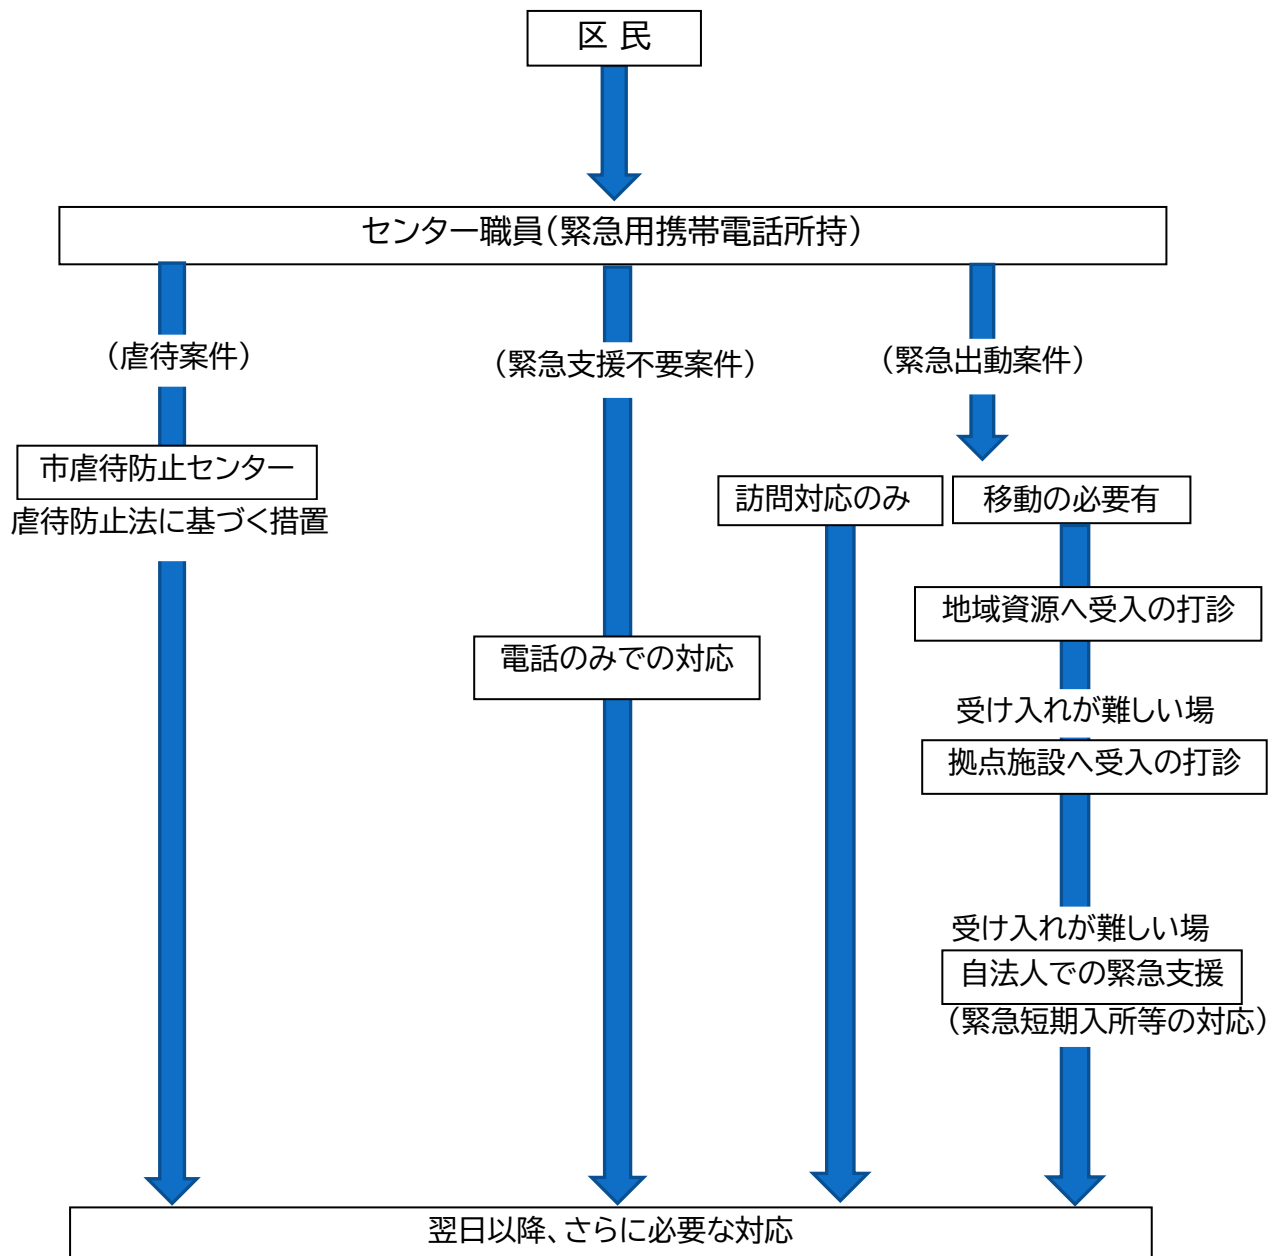 区 民
センター職員（緊急用携帯電話所持）
（虐待案件）
（緊急支援不要案件）
（緊急出動案件）
市虐待防止センター
虐待防止法に基づく措置
訪問対応のみ
移動の必要有
地域資源へ受入の打診
電話のみでの対応
受け入れが難しい場
拠点施設へ受入の打診
受け入れが難しい場
自法人での緊急支援
（緊急短期入所等の対応）
翌日以降、さらに必要な対応